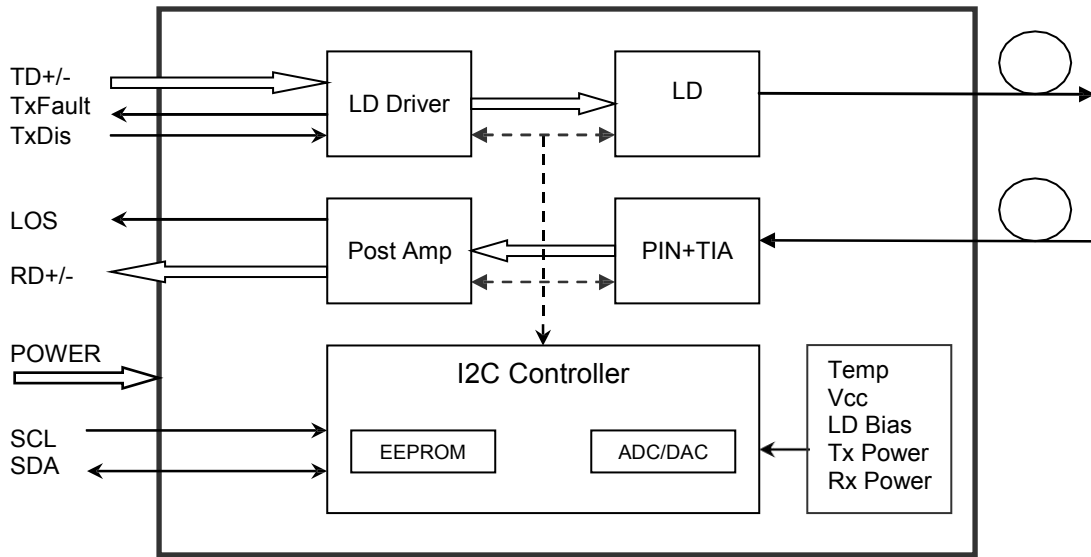 TD+/-
TxFault
TxDis
LD Driver
LD
LOS
RD+/-
Post Amp
PIN+TIA
POWER
SCL
SDA
I2C Controller
EEPROM
ADC/DAC
Temp
Vcc
LD Bias
Tx Power
Rx Power